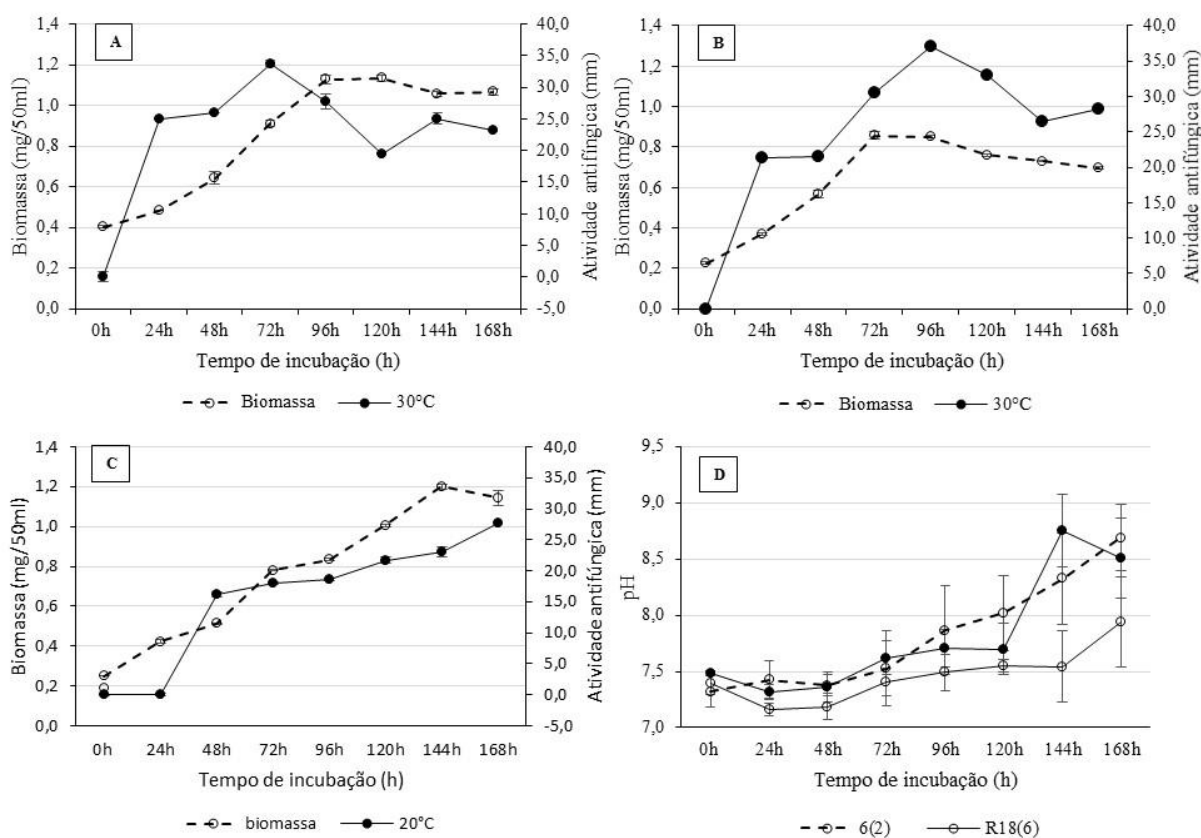 A
Biomassa (mg/50ml)
1,4
1,2
1,0
0,8
0,6
0,4
0,2
0,0
40,0
35,0
30,0
25,0
20,0
15,0
10,0
5,0
0,0
-5,0
Atividade antifíngica (mm)
0h 24h 48h 72h 96h 120h 144h 168h
Tempo de incubação (h)
Biomassa 30°C
B
Biomassa (mg/50ml)
1,4
1,2
1,0
0,8
0,6
0,4
0,2
0,0
40,0
35,0
30,0
25,0
20,0
15,0
10,0
5,0
0,0
Atividade antifúngica (mm)
0h 24h 48h 72h 96h 120h 144h 168h
Tempo de incubação (h)
Biomassa 30°C
C
Biomassa (mg/50ml)
1,4
1,2
1,0
0,8
0,6
0,4
0,2
0,0
40,0
35,0
30,0
25,0
20,0
15,0
10,0
5,0
0,0
-5,0
Atividade antifúngica (mm)
0h 24h 48h 72h 96h 120h 144h 168h
Tempo de incubação (h)
biomassa 20°C
D
pH
9,5
9,0
8,5
8,0
7,5
7,0
0h 24h 48h 72h 96h 120h 144h 168h
Tempo de incubação (h)
6(2) R18(6)